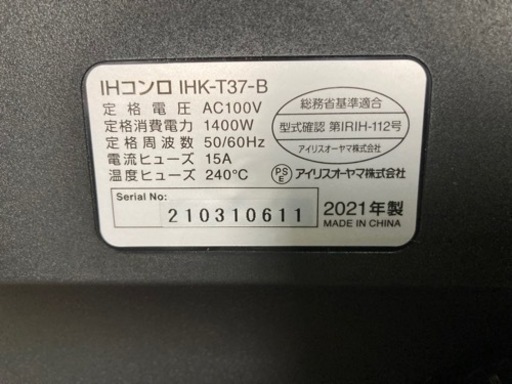 IHコンロ IHK-T37-B
定格電圧 AC100V
定格消費電力 1400W
定格周波数 50/60Hz
電流ヒューズ 15A
温度ヒューズ 240°C
総務省基準適合
型式確認 第IRIH-112号
アイリスオーヤマ株式会社
PSE アイリスオーヤマ株式会社
Serial No:
210310611
2021年製
MADE IN CHINA